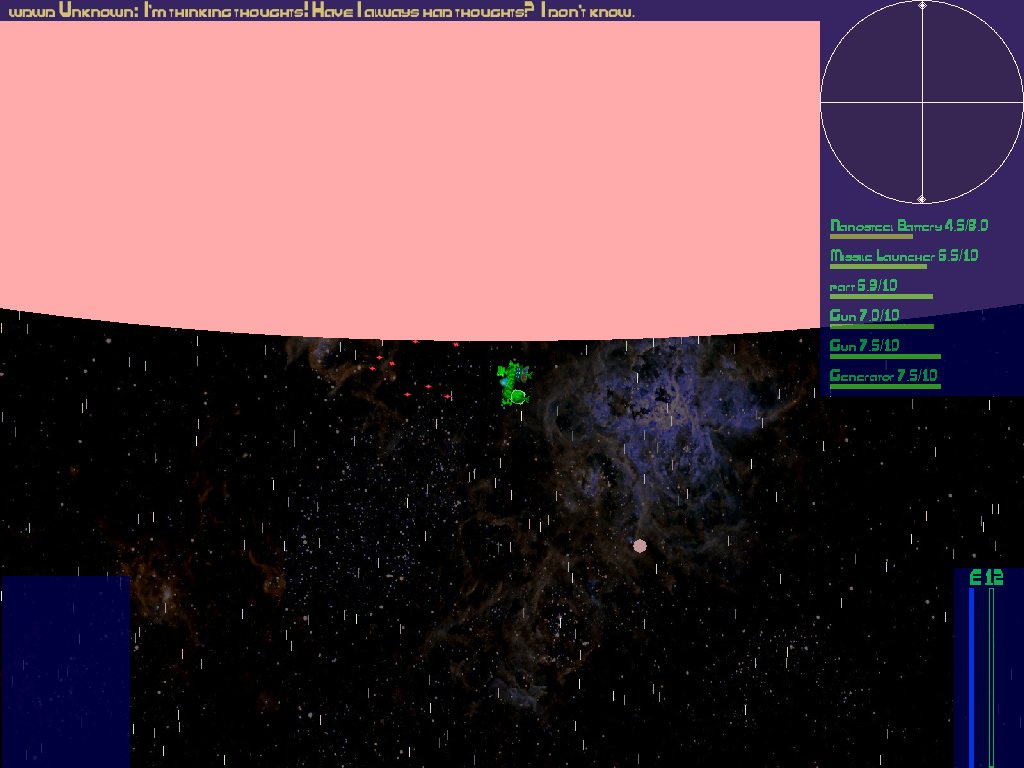 wdwd Unknown: I'm thinking thoughts! Have I always had thoughts? I don't know.
Nanosteel Battery 4.5/8.0
Missile Launcher 6.5/10
part 6.9/10
Gun 7.0/10
Gun 7.5/10
Generator 7.5/10
E 12